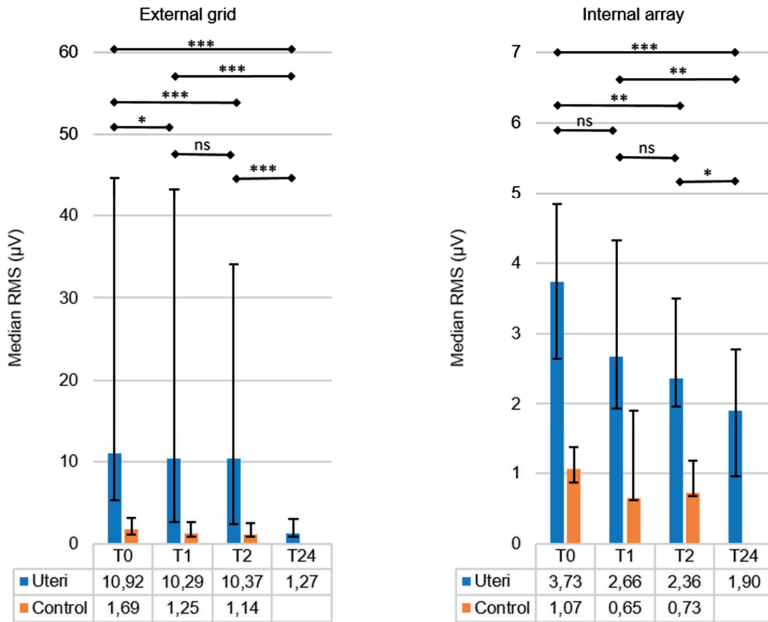 External grid
Median RMS (µV)
60
50
40
30
20
10
0
***
***
***
*
ns
***
T0 T1 T2 T24
Uteri 10,92 10,29 10,37 1,27
Control 1,69 1,25 1,14
Internal array
Median RMS (µV)
7
6
5
4
3
2
1
0
***
**
**
ns
ns
*
T0 T1 T2 T24
Uteri 3,73 2,66 2,36 1,90
Control 1,07 0,65 0,73